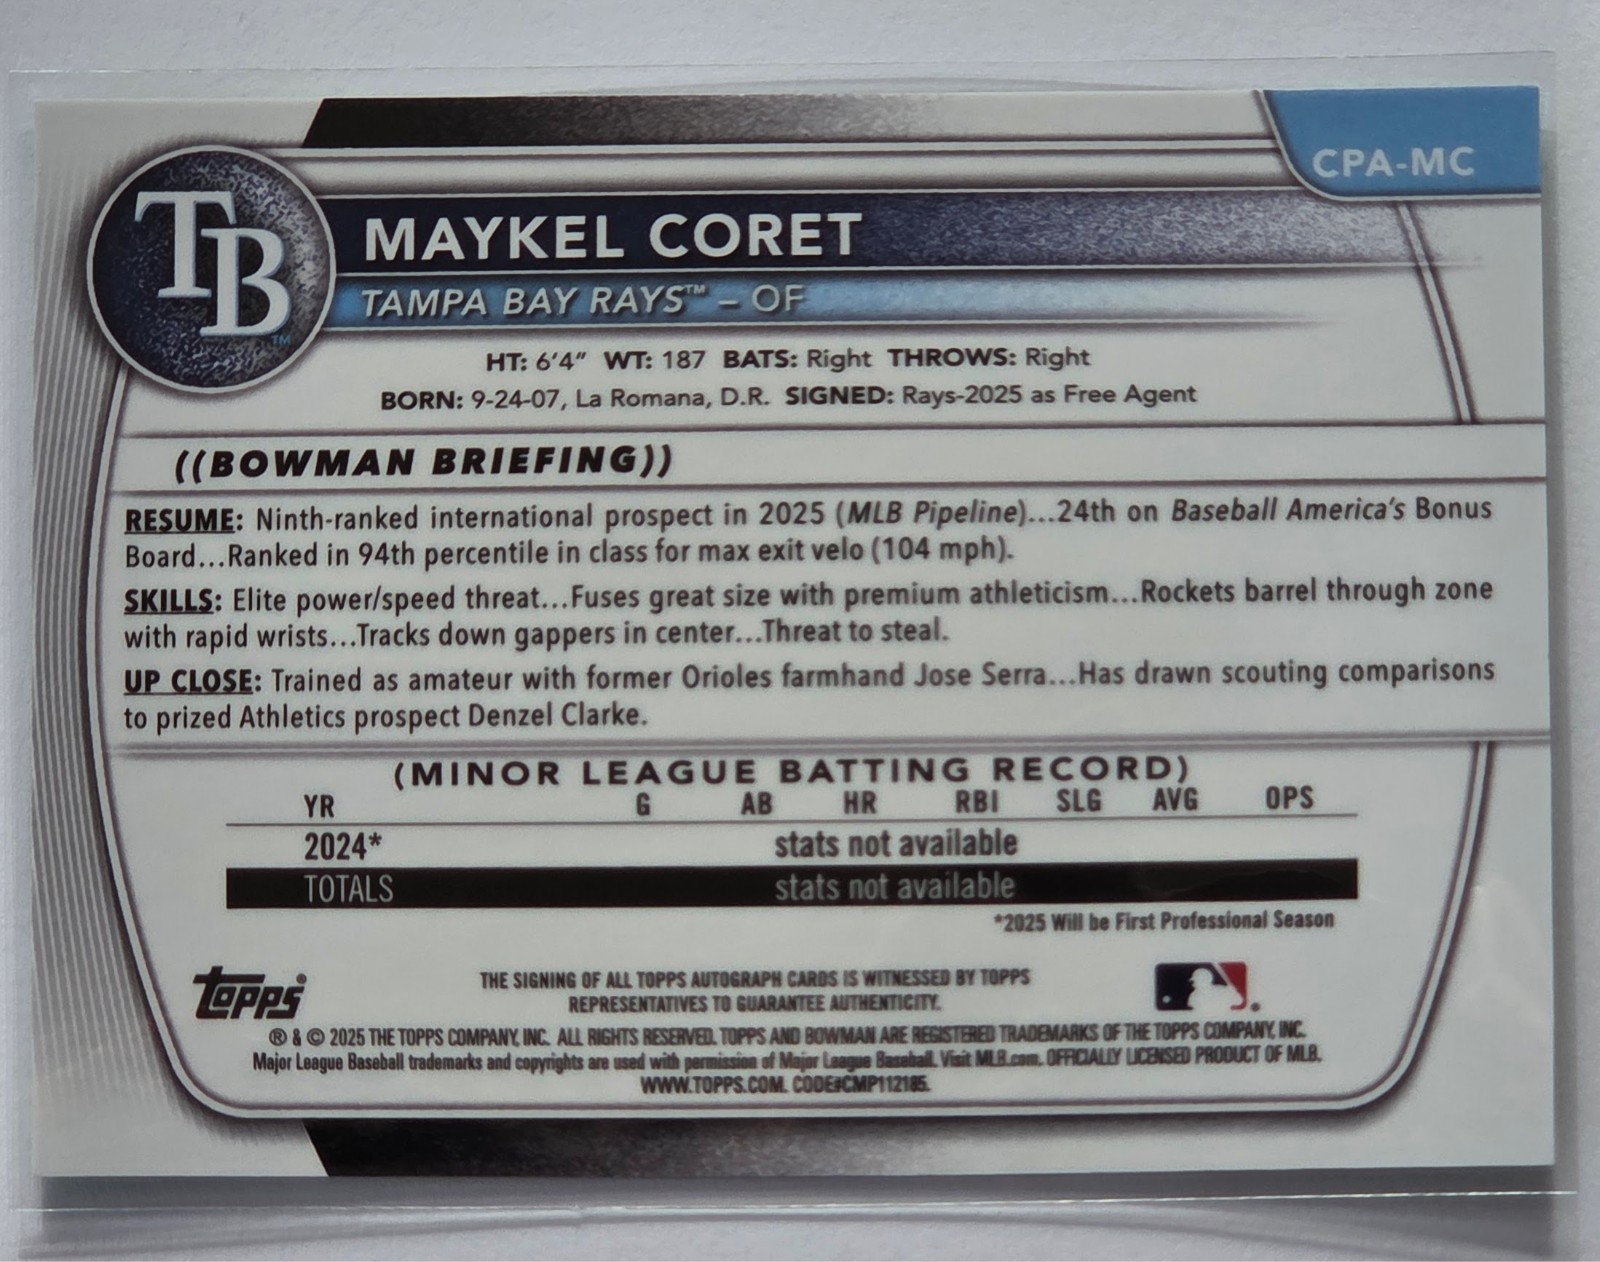 CPA-MC
TB
™
MAYKEL CORET
TAMPA BAY RAYS™ – OF
HT: 6'4" WT: 187 BATS: Right THROWS: Right
BORN: 9-24-07, La Romana, D.R. SIGNED: Rays-2025 as Free Agent
((BOWMAN BRIEFING))
RESUME: Ninth-ranked international prospect in 2025 (MLB Pipeline)...24th on Baseball America's Bonus
Board...Ranked in 94th percentile in class for max exit velo (104 mph).
SKILLS: Elite power/speed threat...Fuses great size with premium athleticism...Rockets barrel through zone
with rapid wrists...Tracks down gappers in center...Threat to steal.
UP CLOSE: Trained as amateur with former Orioles farmhand Jose Serra...Has drawn scouting comparisons
to prized Athletics prospect Denzel Clarke.
(MINOR LEAGUE BATTING RECORD)
YR G AB HR RBI SLG AVG OPS
2024* stats not available
TOTALS stats not available
*2025 Will be First Professional Season
topps®
THE SIGNING OF ALL TOPPS AUTOGRAPH CARDS IS WITNESSED BY TOPPS
REPRESENTATIVES TO GUARANTEE AUTHENTICITY.
®
® & © 2025 THE TOPPS COMPANY, INC. ALL RIGHTS RESERVED. TOPPS AND BOWMAN ARE REGISTERED TRADEMARKS OF THE TOPPS COMPANY, INC.
Major League Baseball trademarks and copyrights are used with permission of Major League Baseball. Visit MLB.com. OFFICIALLY LICENSED PRODUCT OF MLB.
WWW.TOPPS.COM. CODE#CMP112185.